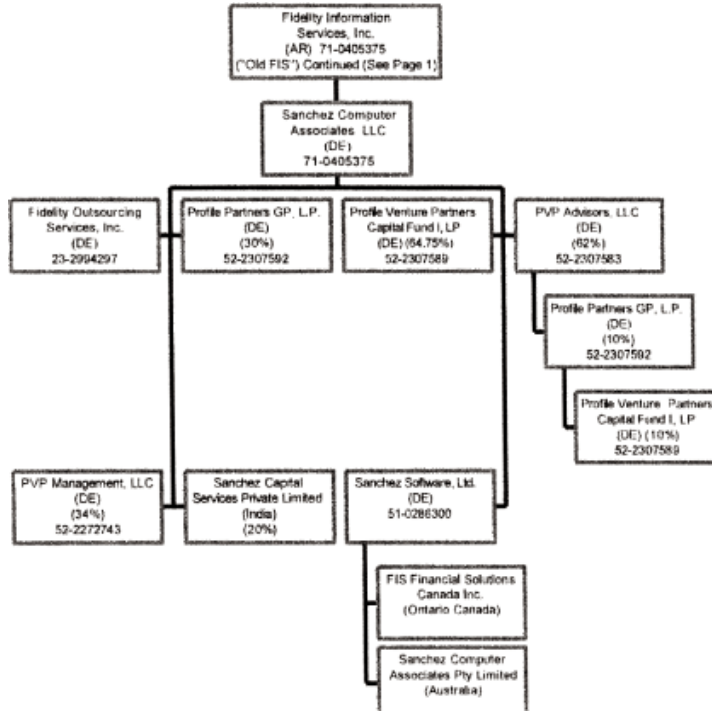 Fidelity Information
Services, Inc.
(AR) 71-0405375
("Old FIS") Continued (See Page 1)
Sanchez Computer
Associates LLC
(DE)
71-0405375
Fidelity Outsourcing
Services, Inc.
(DE)
23-2994297
Profile Partners GP, L.P.
(DE)
(30%)
52-2307592
Profile Venture Partners
Capital Fund I, LP
(DE) (64.75%)
52-2307589
PVP Advisors, LLC
(DE)
(62%)
52-2307583
Profile Partners GP, L.P.
(DE)
(10%)
52-2307592
Profile Venture Partners
Capital Fund I, LP
(DE) (10%)
52-2307589
PVP Management, LLC
(DE)
(34%)
52-2272743
Sanchez Capital
Services Private Limited
(India)
(20%)
Sanchez Software, Ltd.
(DE)
51-0286300
FIS Financial Solutions
Canada Inc.
(Ontario Canada)
Sanchez Computer
Associates Pty Limited
(Australia)